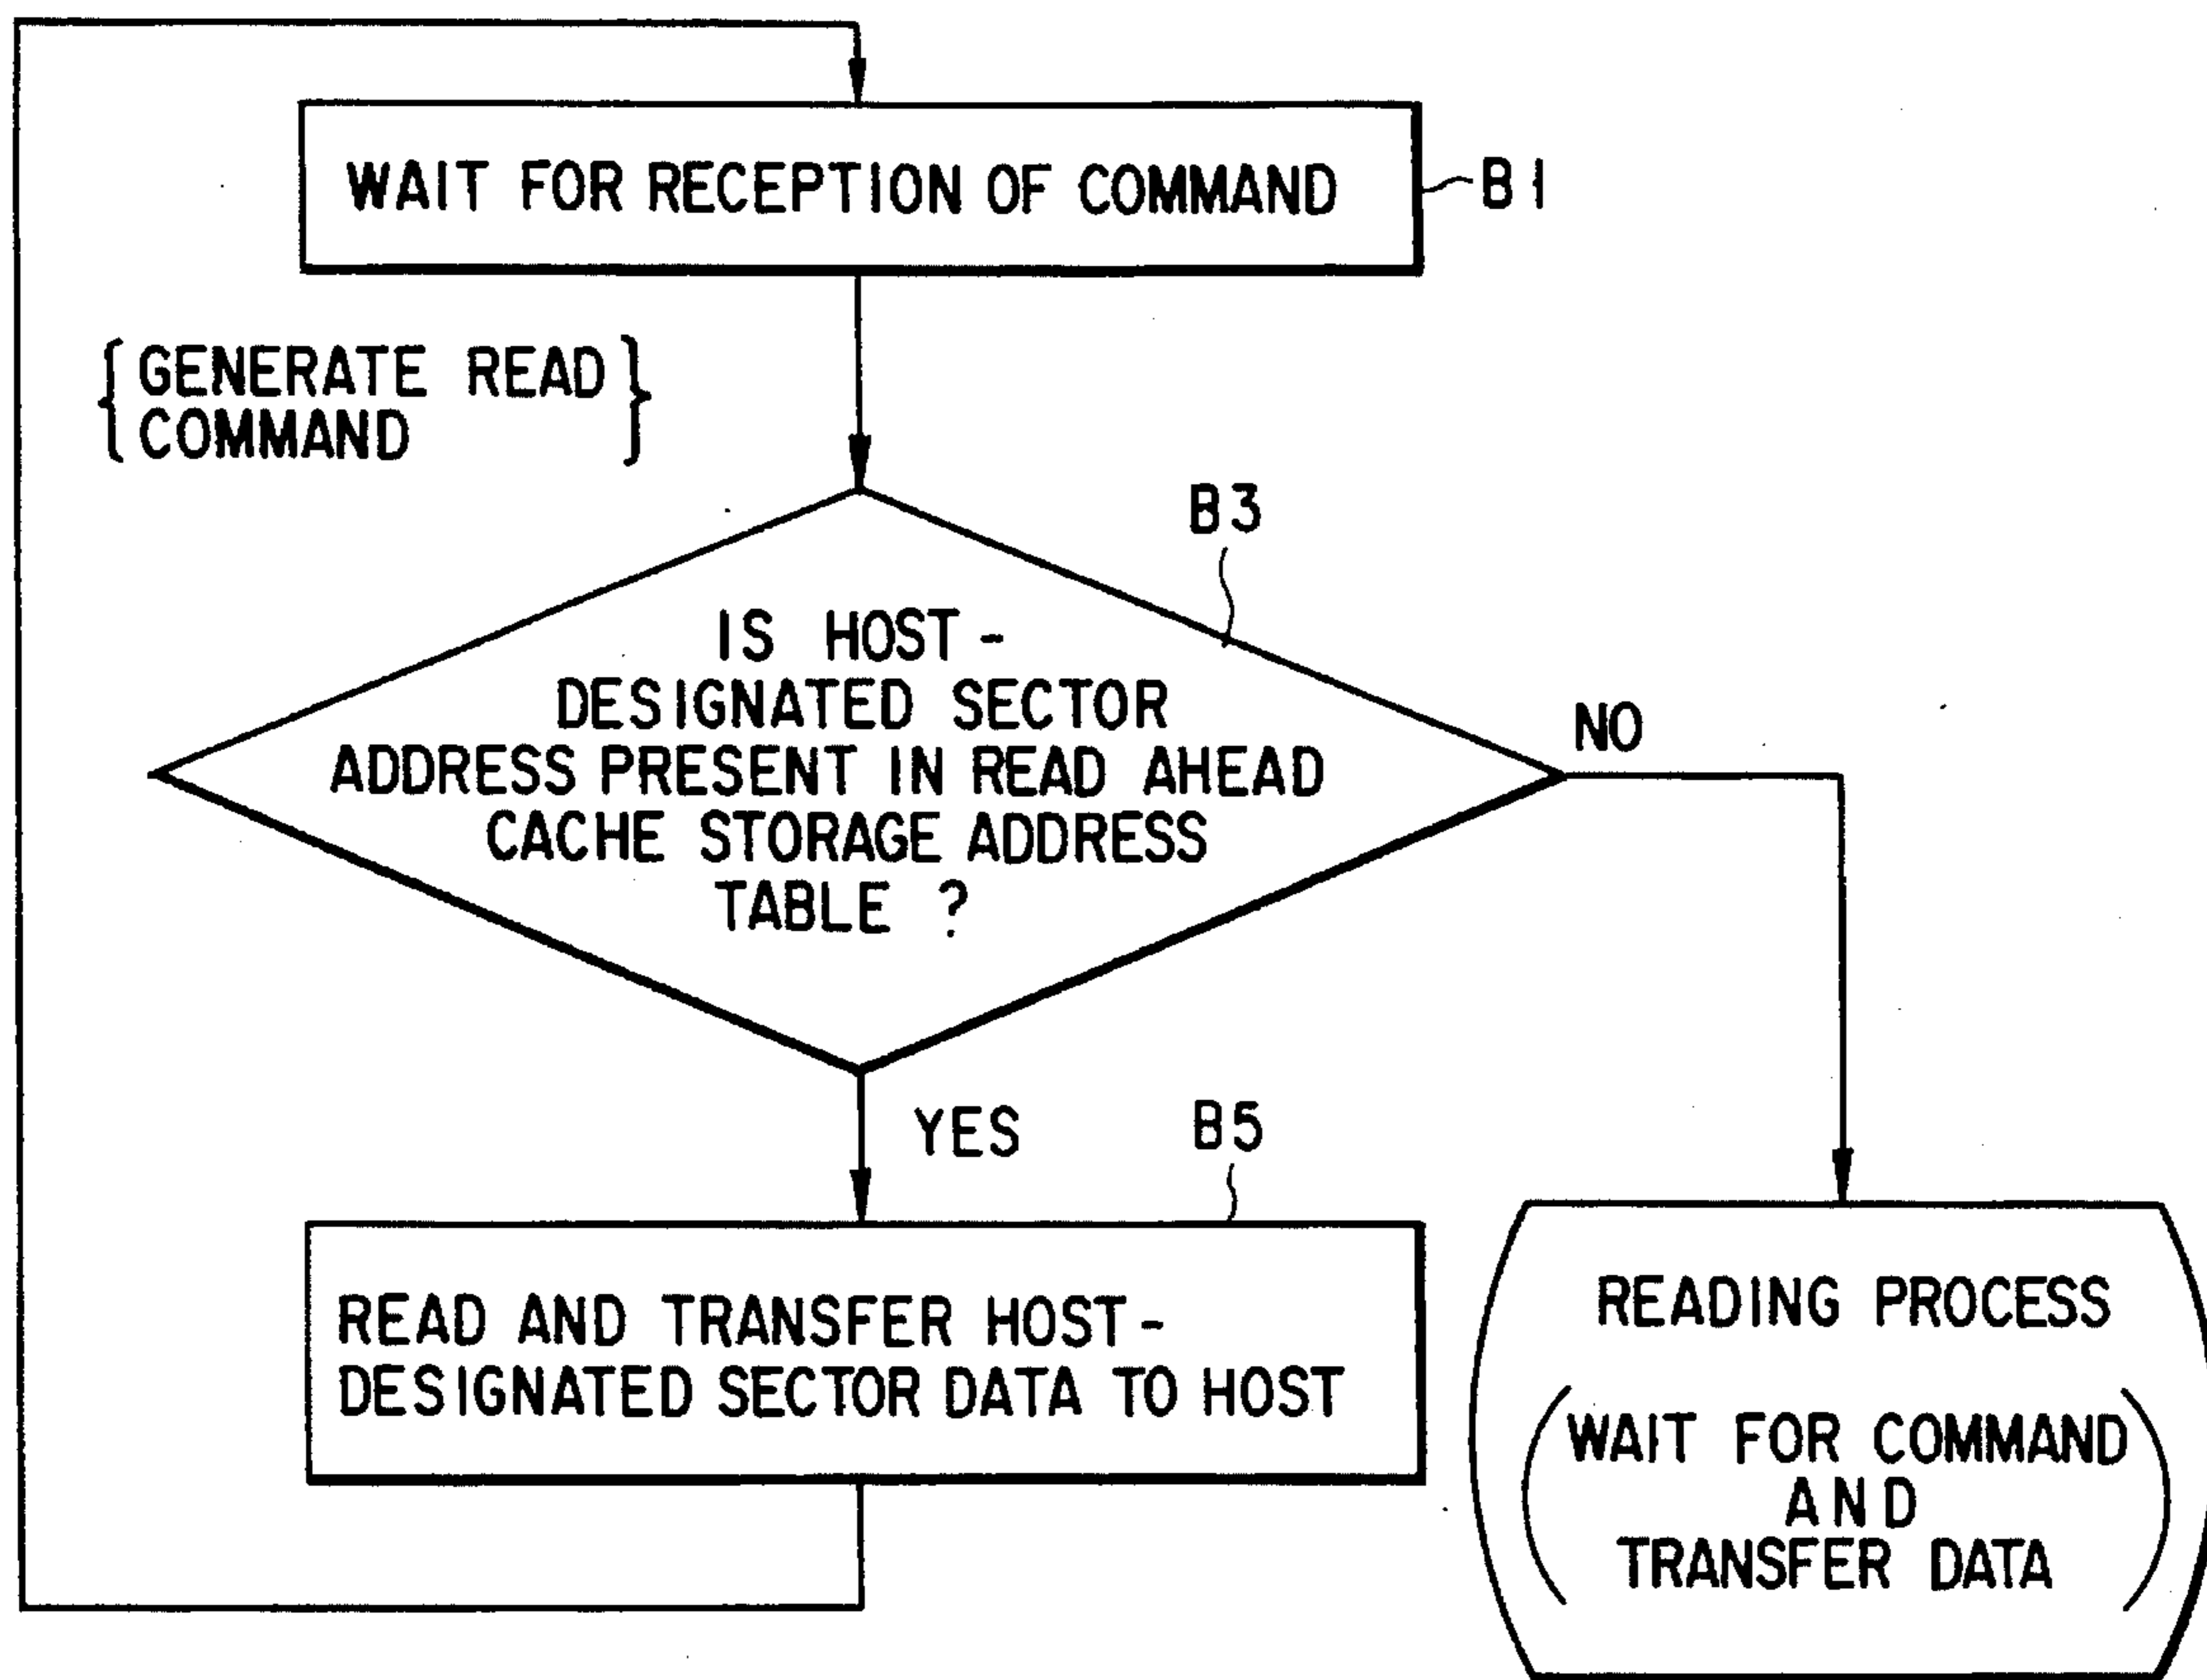 WAIT FOR RECEPTION OF COMMAND
B1
{GENERATE READ
COMMAND}
B3
IS HOST-
DESIGNATED SECTOR
ADDRESS PRESENT IN READ AHEAD
CACHE STORAGE ADDRESS
TABLE ?
NO
YES
B5
READ AND TRANSFER HOST-
DESIGNATED SECTOR DATA TO HOST
READING PROCESS
(WAIT FOR COMMAND
AND
TRANSFER DATA)